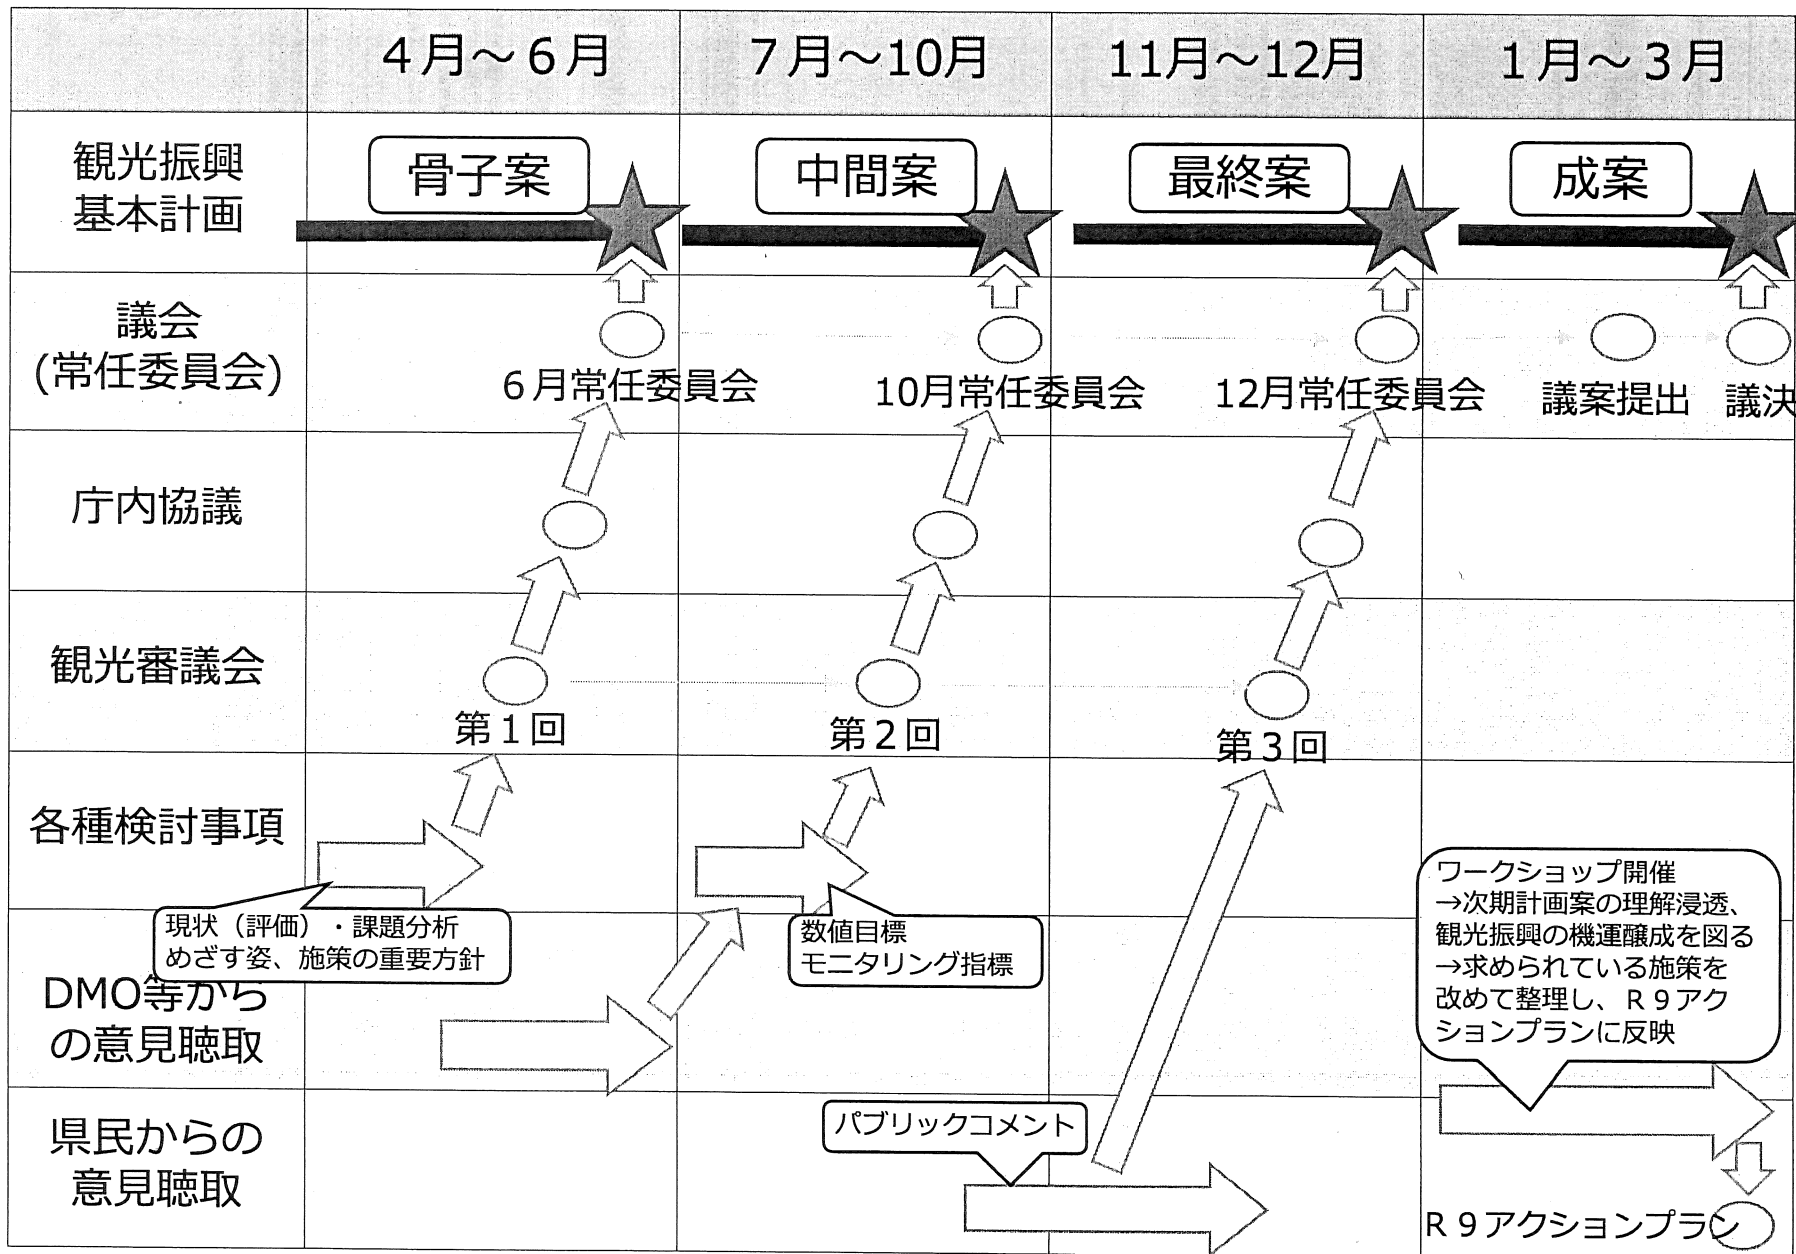 4月～6月
7月～10月
11月～12月
1月～3月
観光振興
基本計画
骨子案
中間案
最終案
成案
議会
(常任委員会)
6月常任委員会
10月常任委員会
12月常任委員会
議案提出
議決
庁内協議
観光審議会
第1回
第2回
第3回
各種検討事項
現状（評価）・課題分析
めざす姿、施策の重要方針
数値目標
モニタリング指標
ワークショップ開催
→次期計画案の理解浸透、
観光振興の機運醸成を図る
→求められている施策を
改めて整理し、R9アク
ションプランに反映
DMO等から
の意見聴取
県民からの
意見聴取
パブリックコメント
R9アクションプラン